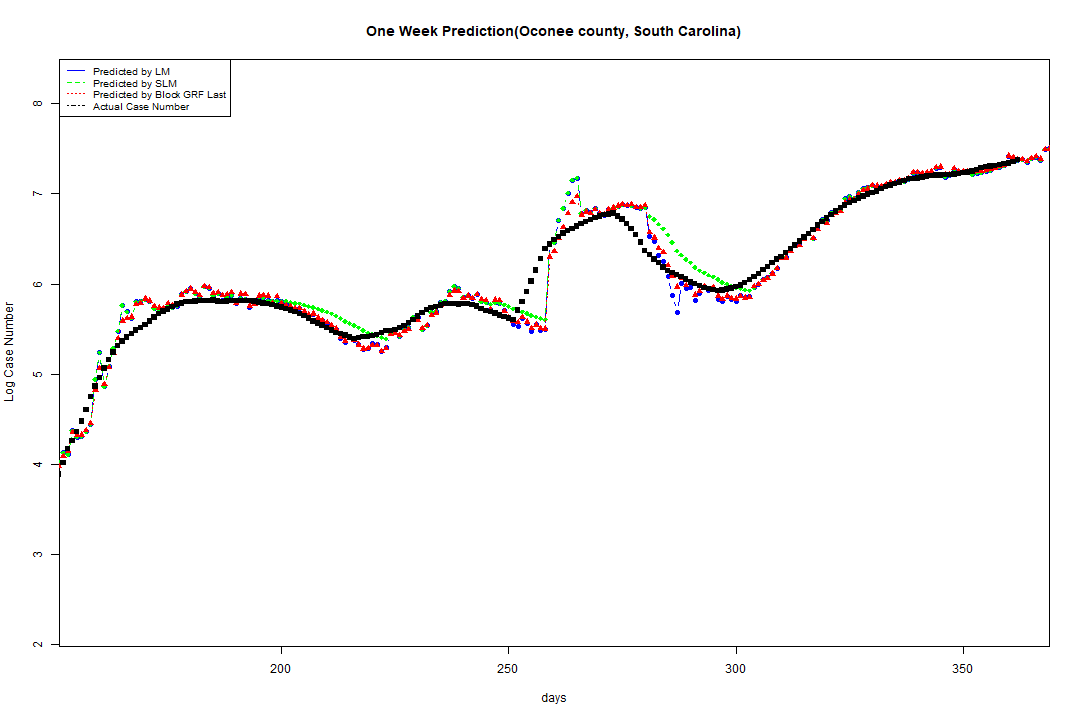 One Week Prediction(Oconee county, South Carolina)
Predicted by LM
Predicted by SLM
Predicted by Block GRF Last
Actual Case Number
8
7
6
5
4
3
2
Log Case Number
200 250 300 350
days